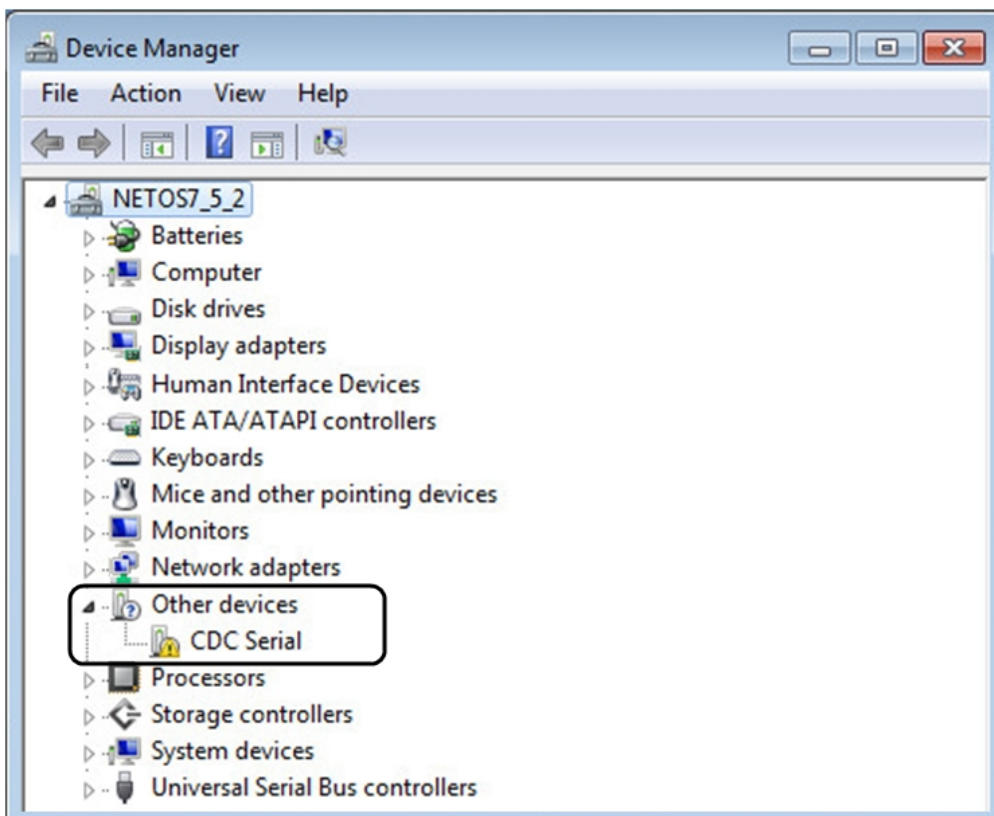 Device Manager
File Action View Help
NETOS7_5_2
Batteries
Computer
Disk drives
Display adapters
Human Interface Devices
IDE ATA/ATAPI controllers
Keyboards
Mice and other pointing devices
Monitors
Network adapters
Other devices
CDC Serial
Processors
Storage controllers
System devices
Universal Serial Bus controllers